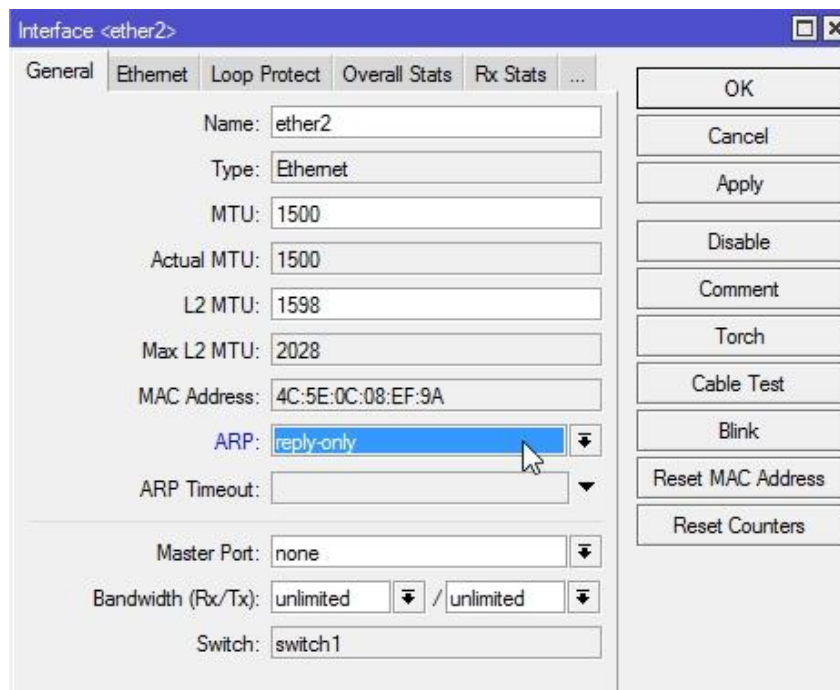 Interface <ether2>
General Ethernet Loop Protect Overall Stats Rx Stats ...
Name: ether2
Type: Ethernet
MTU: 1500
Actual MTU: 1500
L2 MTU: 1598
Max L2 MTU: 2028
MAC Address: 4C:5E:0C:08:EF:9A
ARP: reply-only
ARP Timeout:
Master Port: none
Bandwidth (Rx/Tx): unlimited / unlimited
Switch: switch1
OK
Cancel
Apply
Disable
Comment
Torch
Cable Test
Blink
Reset MAC Address
Reset Counters